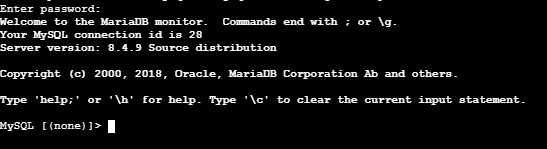 Enter password:
Welcome to the MariaDB monitor.  Commands end with ; or \g.
Your MySQL connection id is 28
Server version: 8.4.9 Source distribution
Copyright (c) 2000, 2018, Oracle, MariaDB Corporation Ab and others.
Type 'help;' or '\h' for help. Type '\c' to clear the current input statement.
MySQL [(none)]>